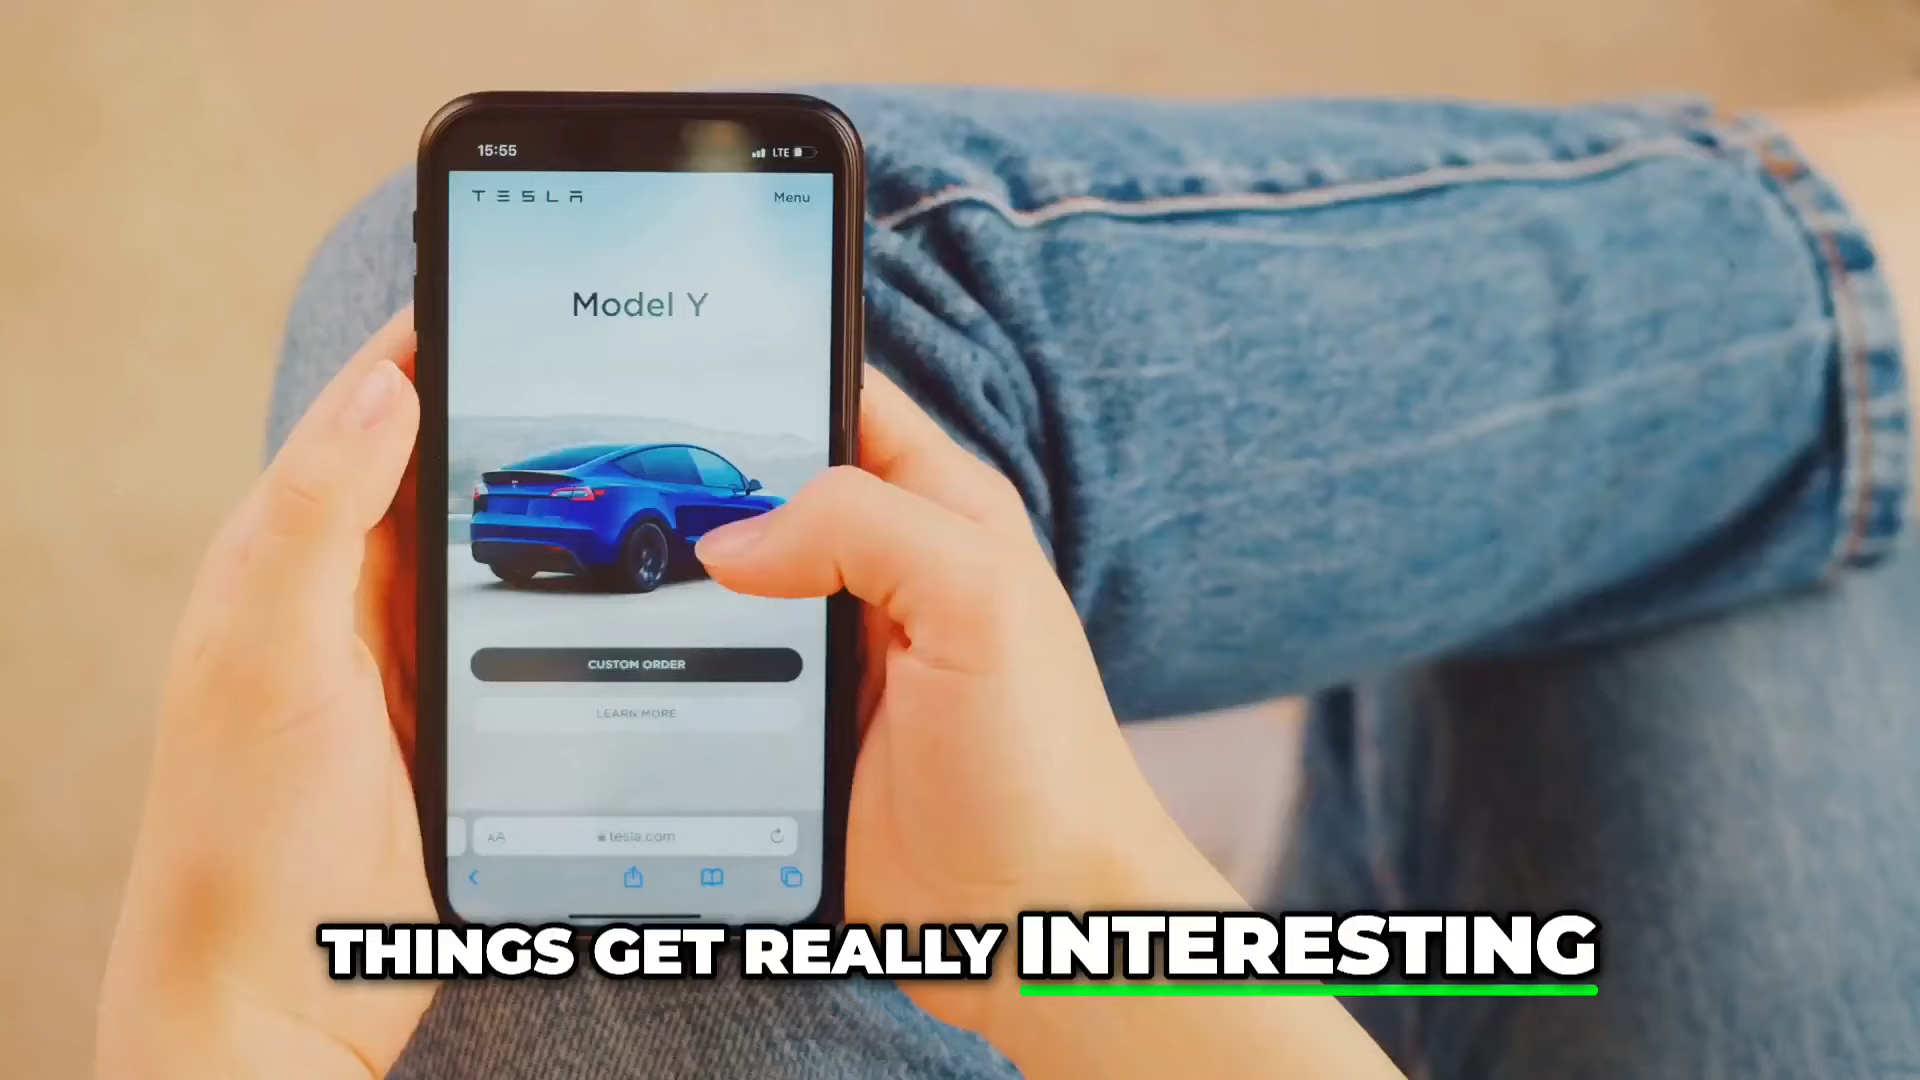 15:55
LTE
TESLA
Menu
Model Y
CUSTOM ORDER
LEARN MORE
AA
tesla.com
THINGS GET REALLY INTERESTING